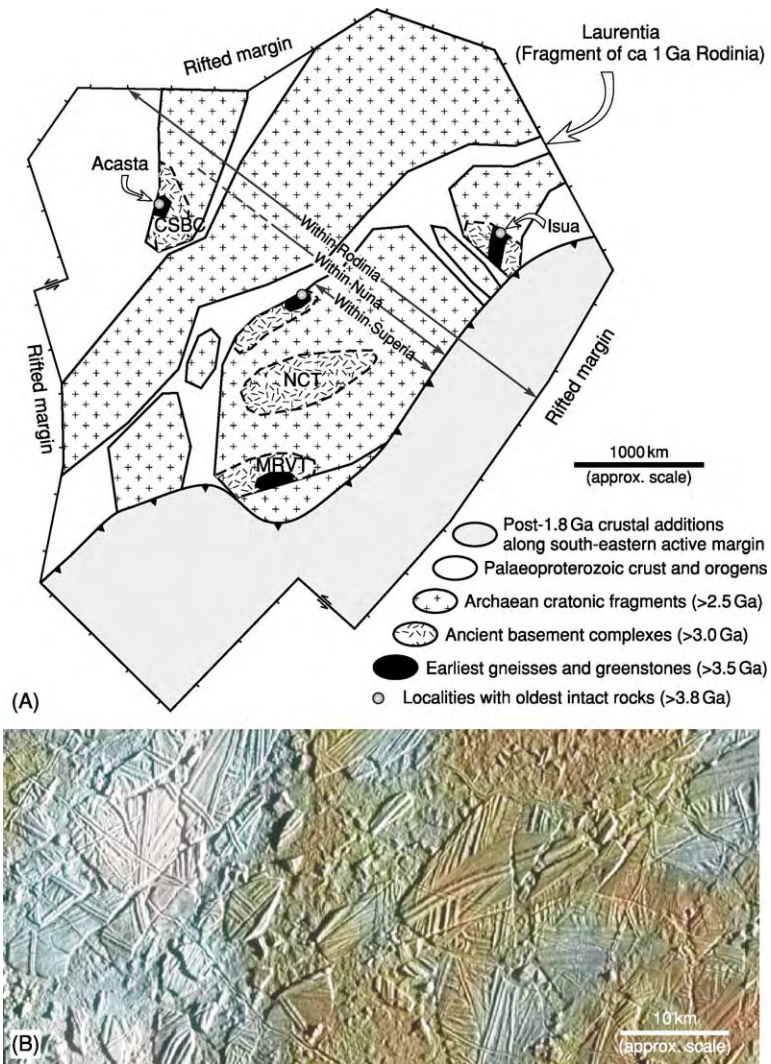 Rifted margin
Laurentia
(Fragment of ca 1 Ga Rodinia)
Acasta
CSBC
Isua
Within Rodinia
Within Nuna
Within Superia
Rifted margin
NCT
Rifted margin
MRVT
1000 km
(approx. scale)
Post-1.8 Ga crustal additions
along south-eastern active margin
Palaeoproterozoic crust and orogens
Archaean cratonic fragments (>2.5 Ga)
Ancient basement complexes (>3.0 Ga)
Earliest gneisses and greenstones (>3.5 Ga)
Localities with oldest intact rocks (>3.8 Ga)
(A)
10 km
(approx. scale)
(B)